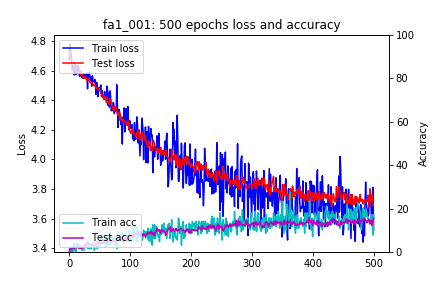 fa1_001: 500 epochs loss and accuracy
Train loss
Test loss
Train acc
Test acc
Loss
Accuracy
4.8
4.6
4.4
4.2
4.0
3.8
3.6
3.4
100
80
60
40
20
0
0 100 200 300 400 500